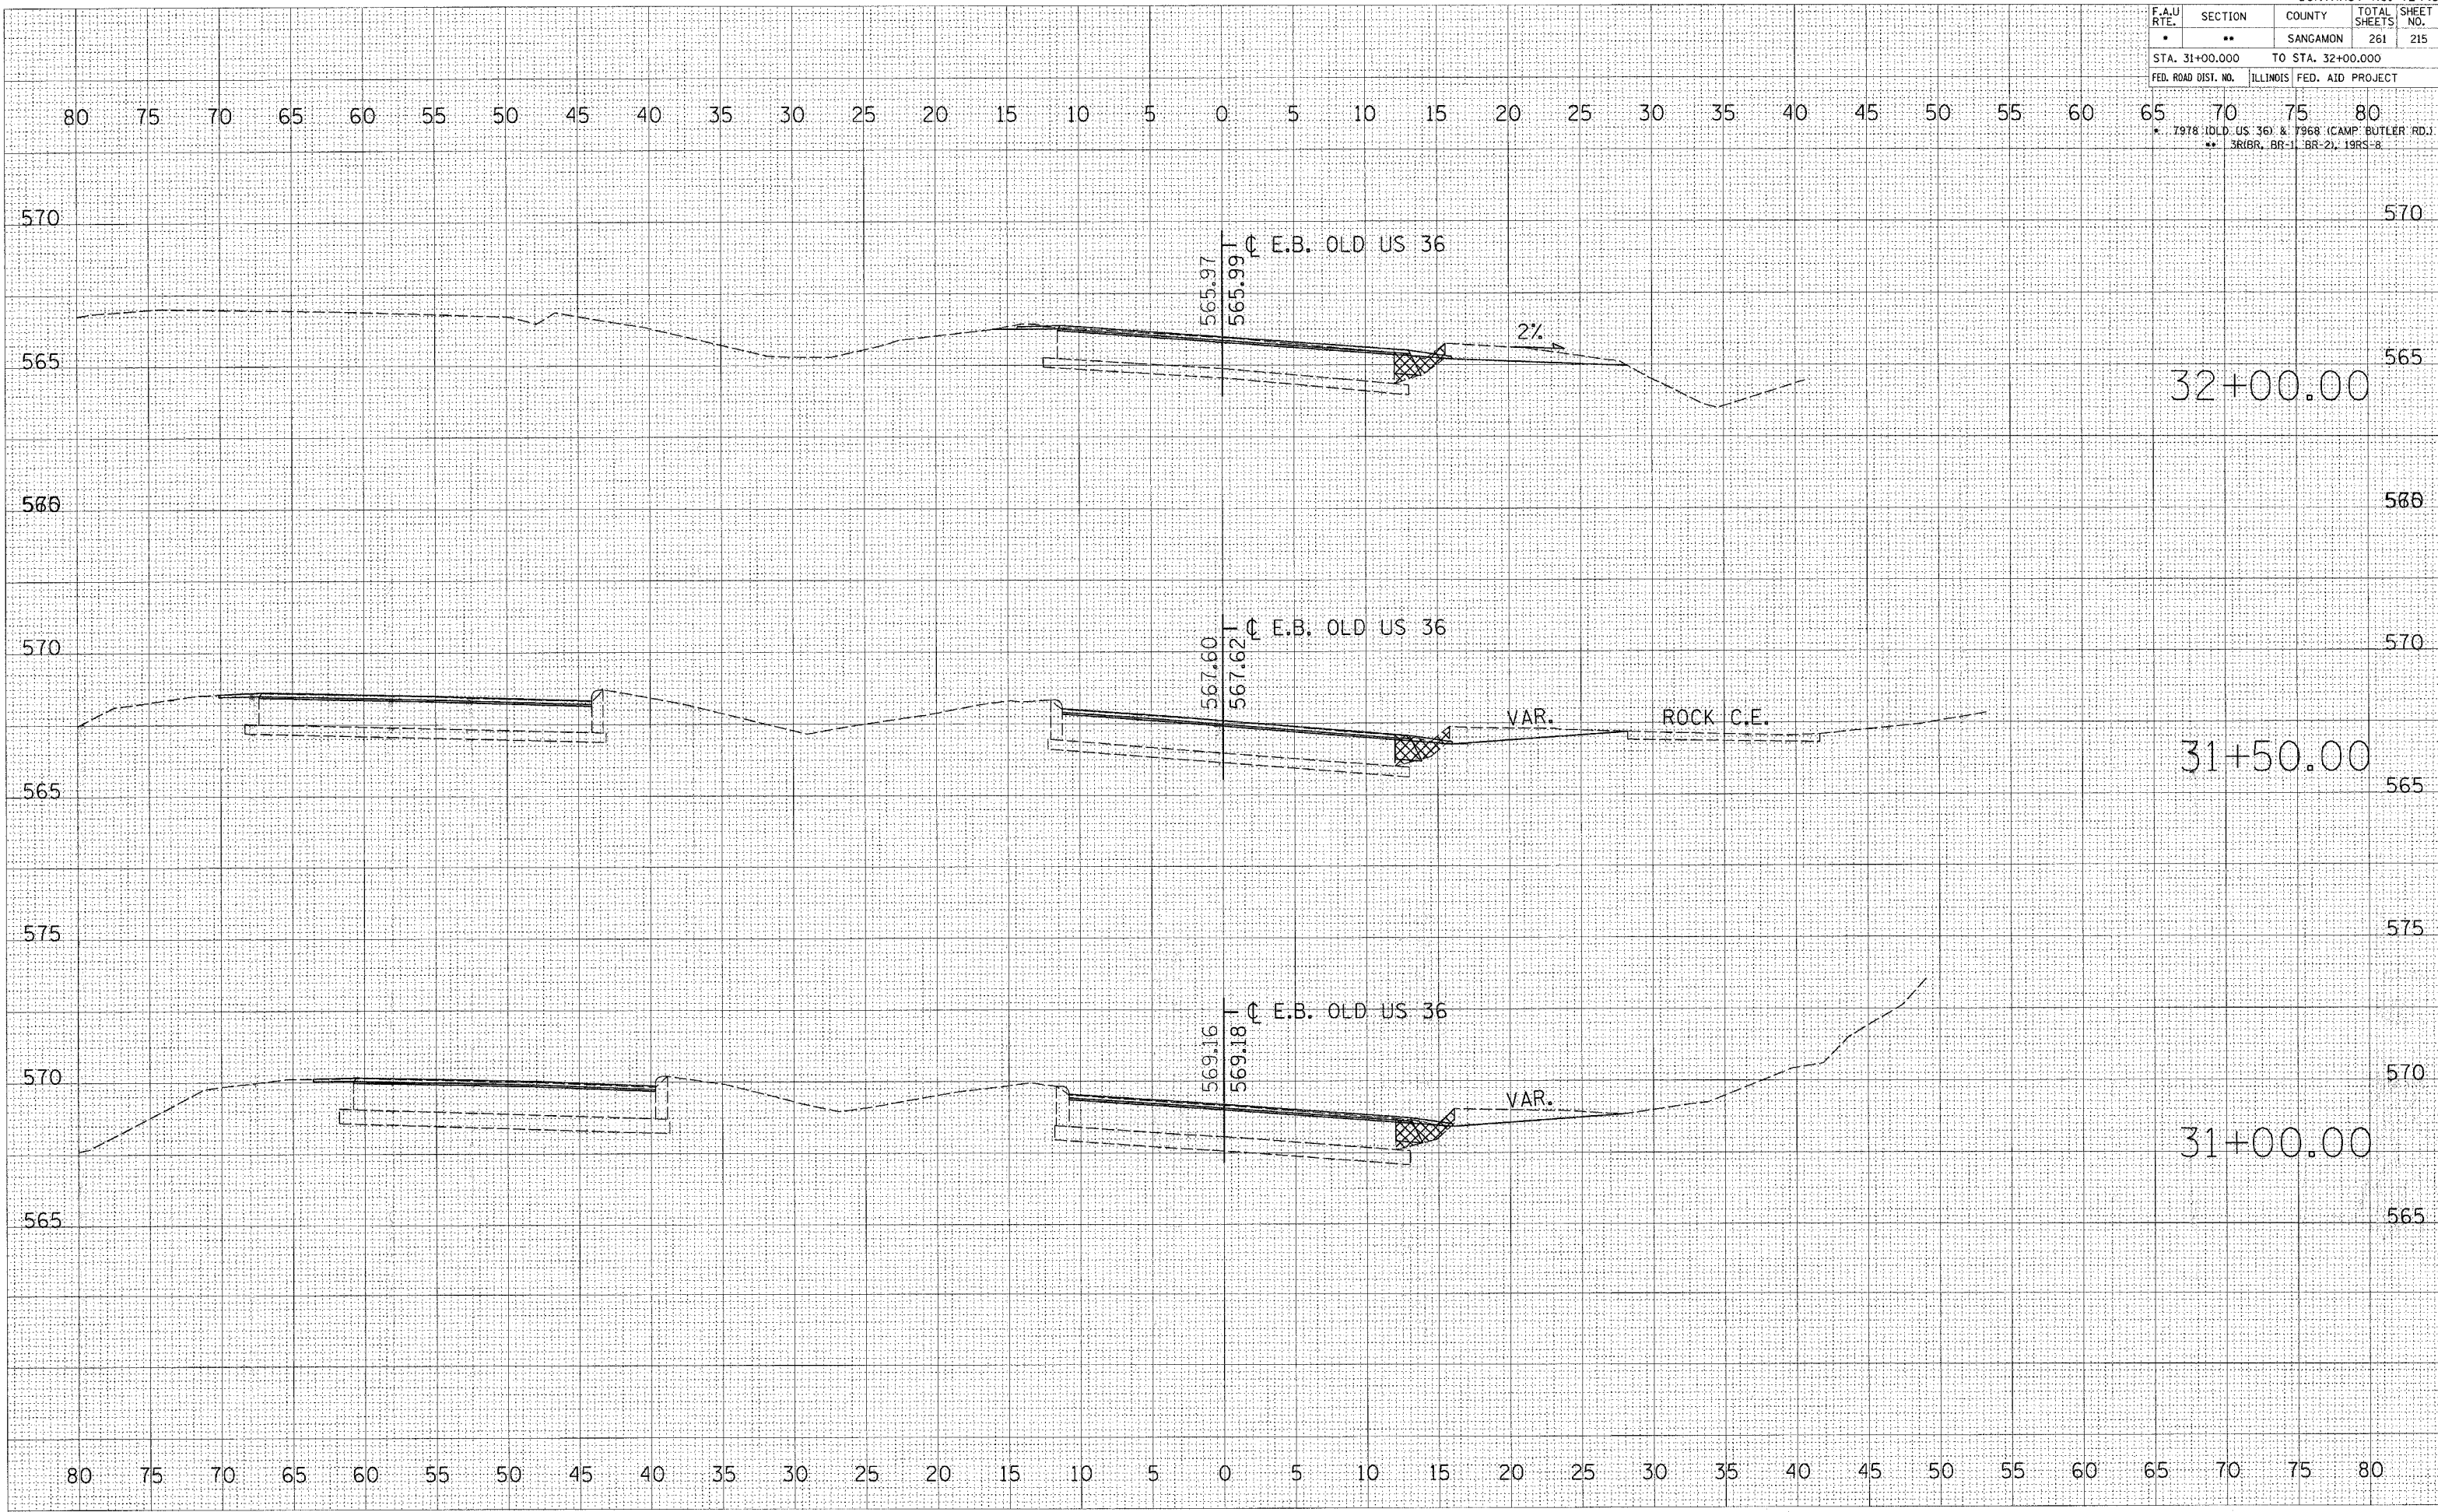 F.A.U RTE. SECTION COUNTY TOTAL SHEETS SHEET NO.
* ** SANGAMON 261 215
STA. 31+00.000 TO STA. 32+00.000
FED. ROAD DIST. NO. ILLINOIS FED. AID PROJECT
80 75 70 65 60 55 50 45 40 35 30 25 20 15 10 5 0 5 10 15 20 25 30 35 40 45 50 55 60 65 70 75 80
* 7978 (OLD US 36) & 7968 (CAMP BUTLER RD.)
** 3R(BR, BR-1, BR-2), 19RS-8
570 570
℄ E.B. OLD US 36
565.97
565.99
2%
565 565
32+00.00
℄ E.B. OLD US 36
570 570
567.60
567.62
VAR. ROCK C.E.
31+50.00
565 565
575 575
℄ E.B. OLD US 36
569.16
569.18
570 570
VAR.
31+00.00
565 565
80 75 70 65 60 55 50 45 40 35 30 25 20 15 10 5 0 5 10 15 20 25 30 35 40 45 50 55 60 65 70 75 80